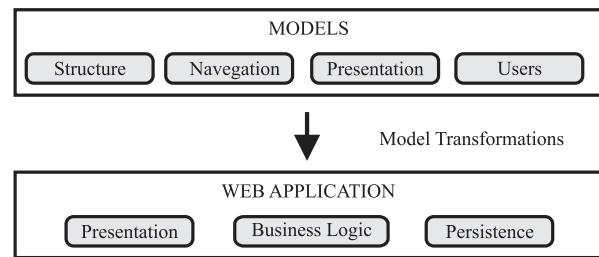 MODELS
Structure Navegation Presentation Users
Model Transformations
WEB APPLICATION
Presentation Business Logic Persistence